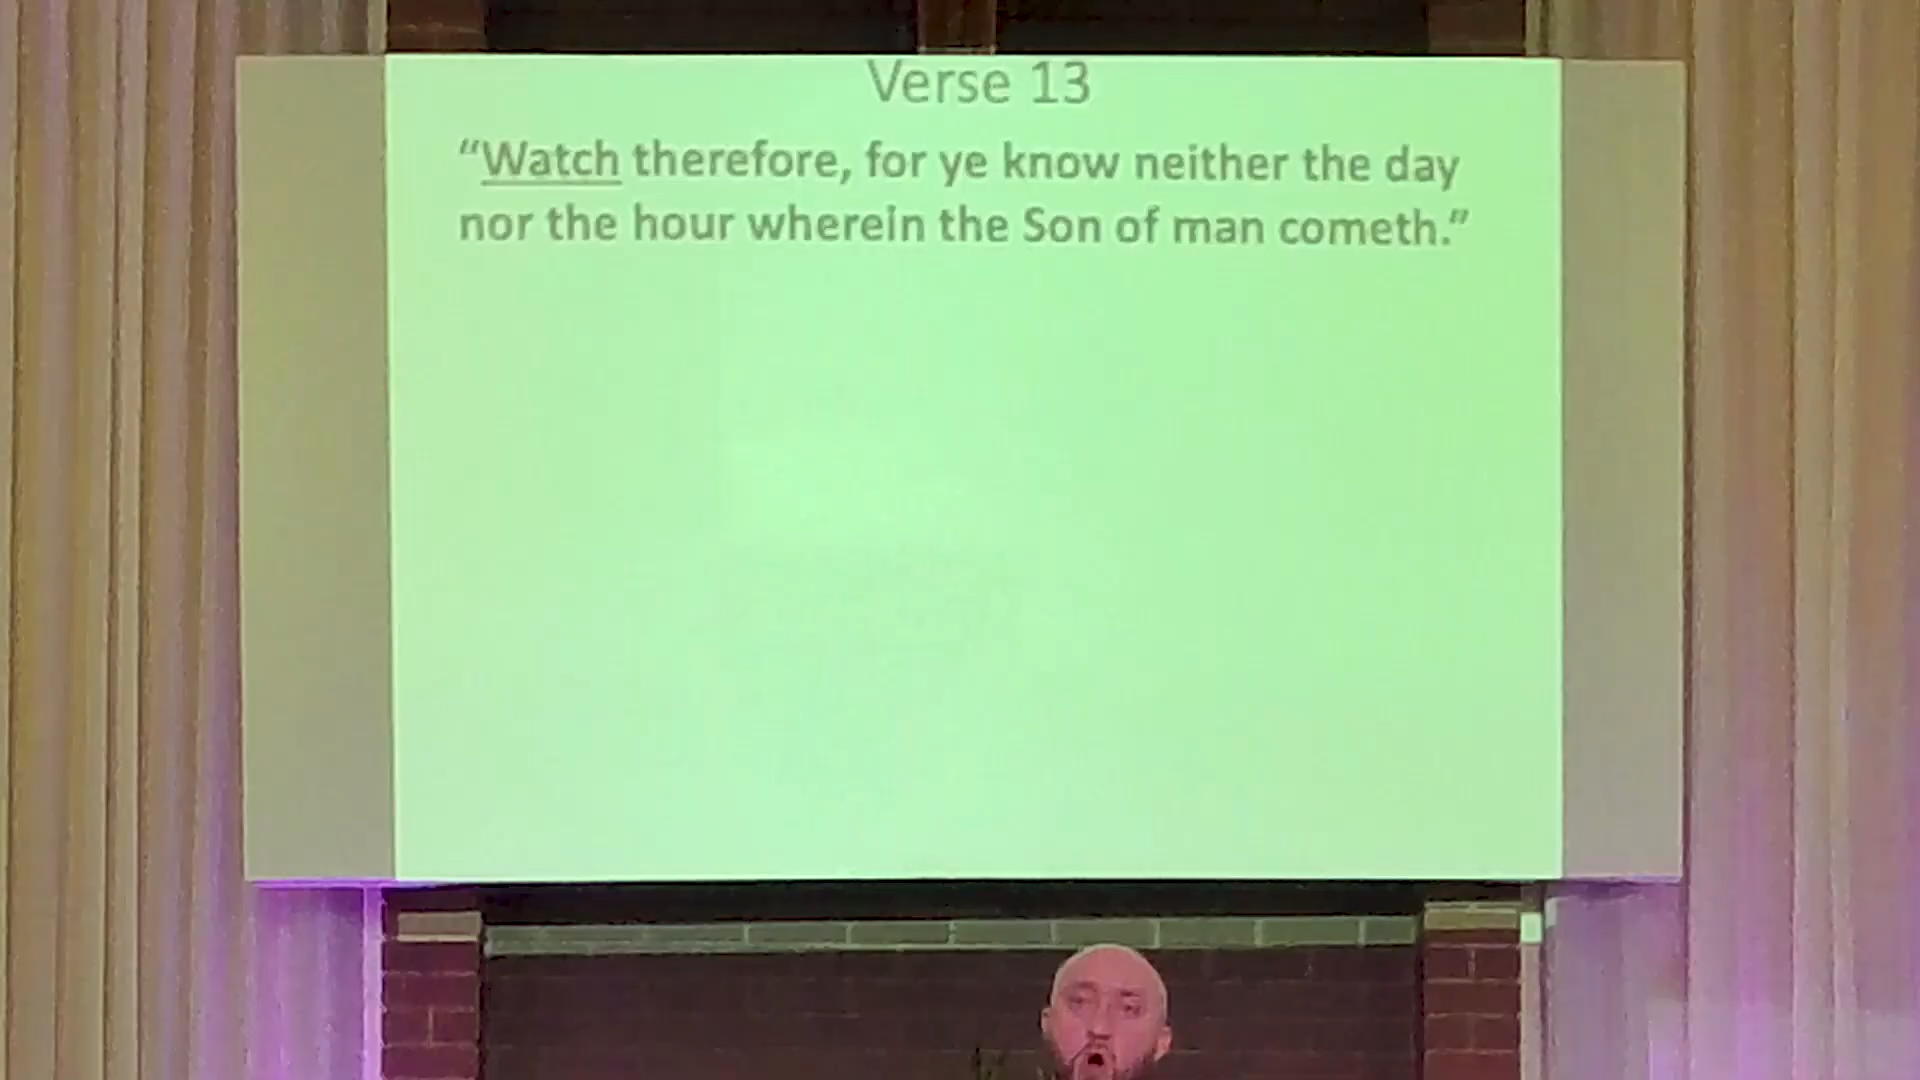 Verse 13
“Watch therefore, for ye know neither the day
nor the hour wherein the Son of man cometh.”